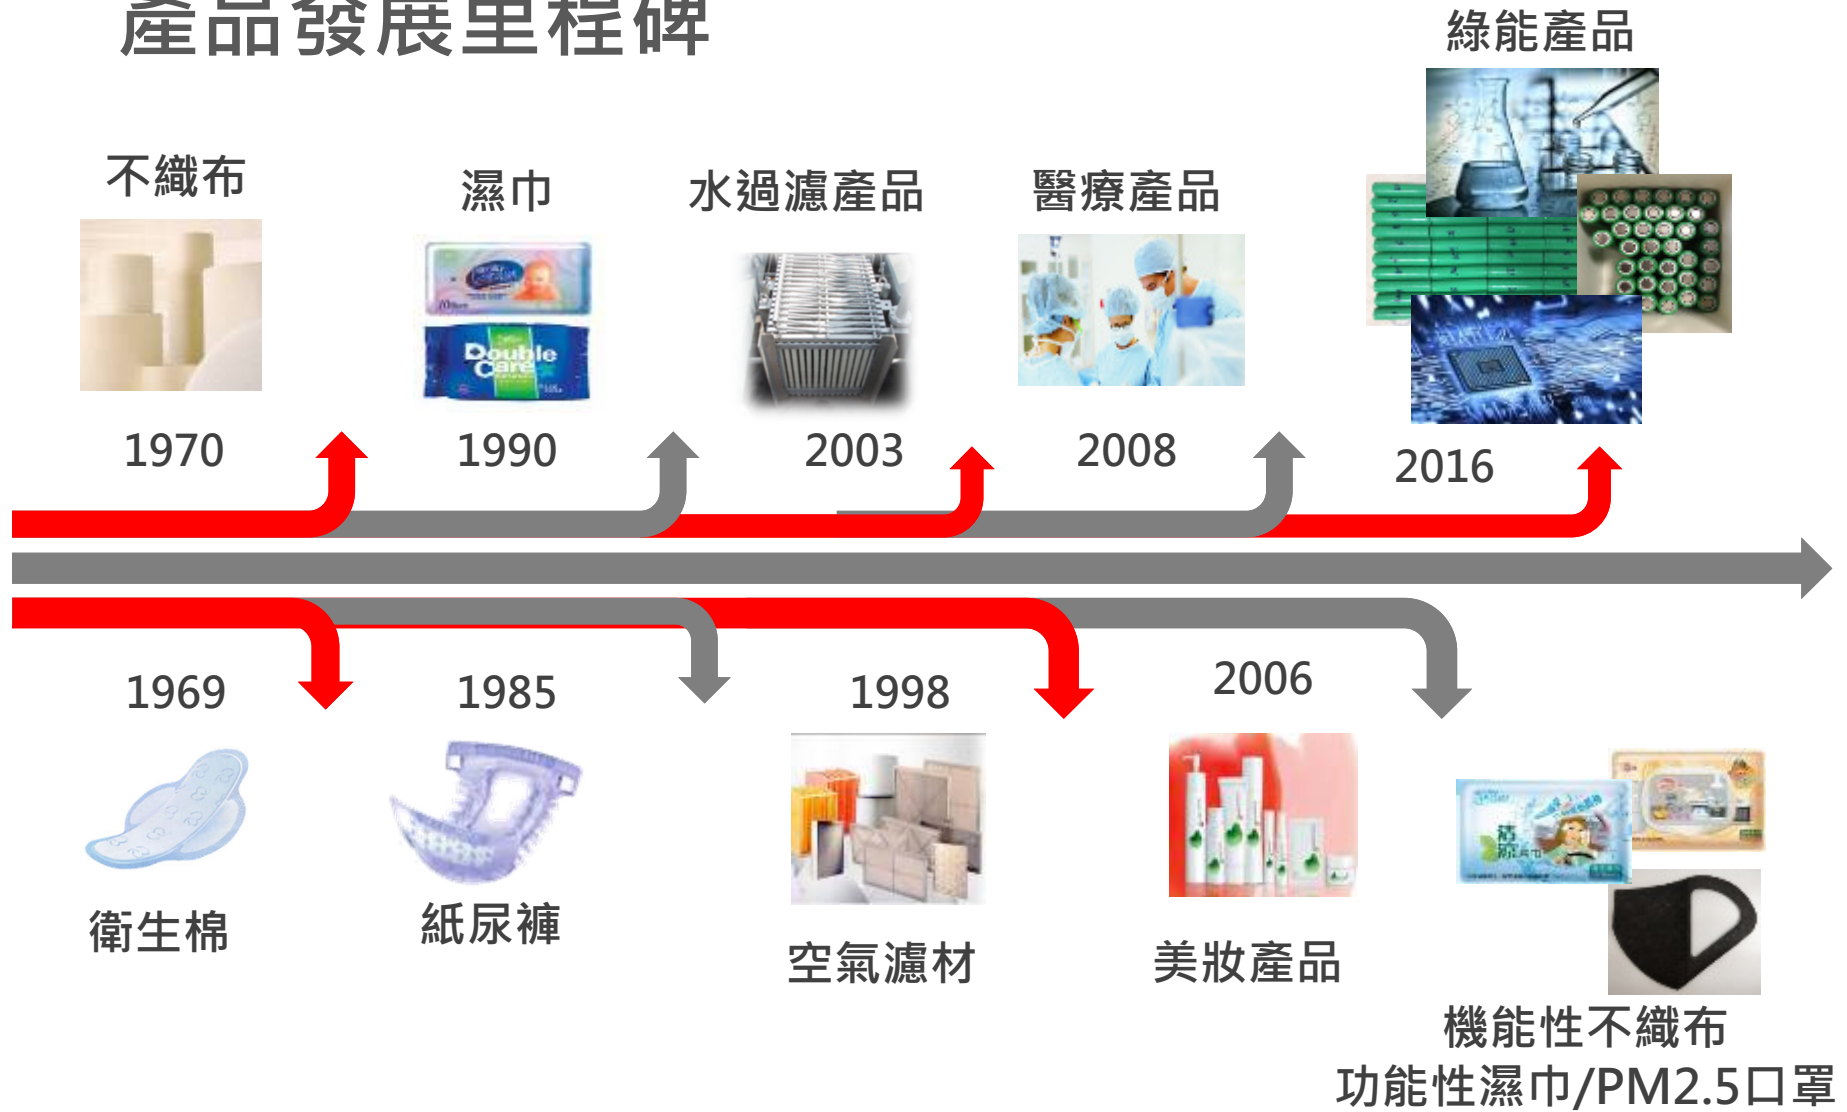 產品發展里程碑
綠能產品
不織布
濕巾
水過濾產品
醫療產品
Double
Care
1970
1990
2003
2008
2016
1969
1985
1998
2006
衛生棉
紙尿褲
空氣濾材
美妝產品
機能性不織布
功能性濕巾/PM2.5口罩